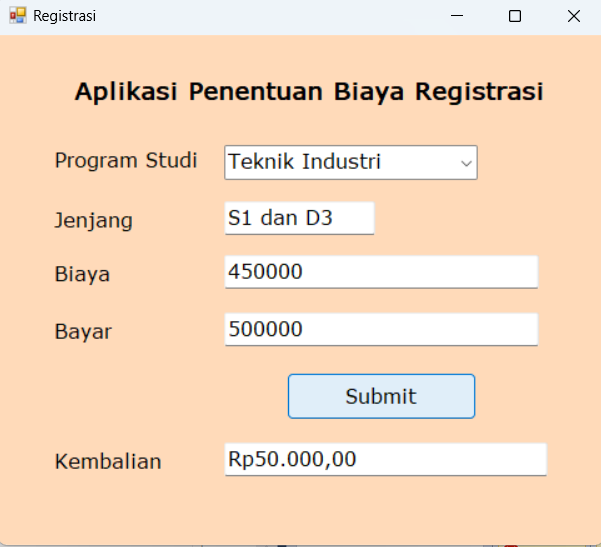 Registrasi
Aplikasi Penentuan Biaya Registrasi
Program Studi Teknik Industri
Jenjang S1 dan D3
Biaya 450000
Bayar 500000
Submit
Kembalian Rp50.000,00